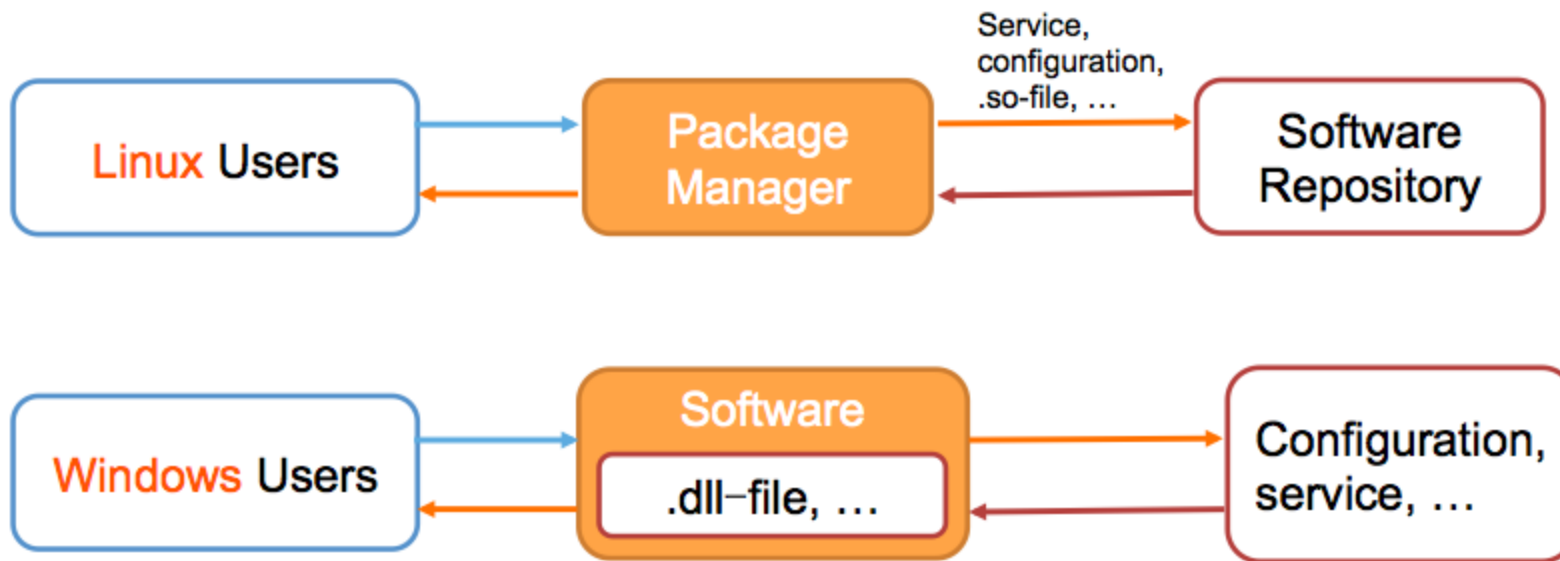 Service,
configuration,
.so-file, …
Linux Users
Package
Manager
Software
Repository
Windows Users
Software
.dll–file, …
Configuration,
service, …